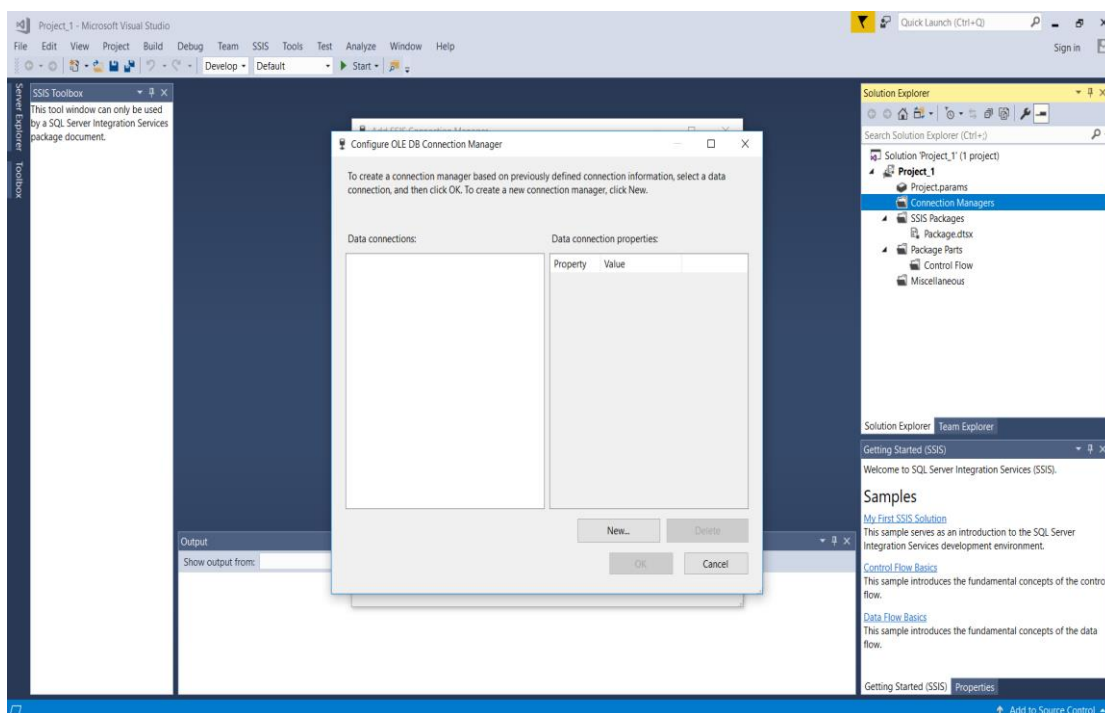 Project_1 - Microsoft Visual Studio
Quick Launch (Ctrl+Q)
File Edit View Project Build Debug Team SSIS Tools Test Analyze Window Help
Sign in
Develop Default Start
Server Explorer
Toolbox
SSIS Toolbox
This tool window can only be used
by a SQL Server Integration Services
package document.
Configure OLE DB Connection Manager
To create a connection manager based on previously defined connection information, select a data
connection, and then click OK. To create a new connection manager, click New.
Data connections:
Data connection properties:
Property Value
New...
Delete
OK
Cancel
Output
Show output from:
Solution Explorer
Search Solution Explorer (Ctrl+;)
Solution 'Project_1' (1 project)
Project_1
Project.params
Connection Managers
SSIS Packages
Package.dtsx
Package Parts
Control Flow
Miscellaneous
Solution Explorer Team Explorer
Getting Started (SSIS)
Welcome to SQL Server Integration Services (SSIS).
Samples
My First SSIS Solution
This sample serves as an introduction to the SQL Server
Integration Services development environment.
Control Flow Basics
This sample introduces the fundamental concepts of the contro
flow.
Data Flow Basics
This sample introduces the fundamental concepts of the data
flow.
Getting Started (SSIS) Properties
Add to Source Control